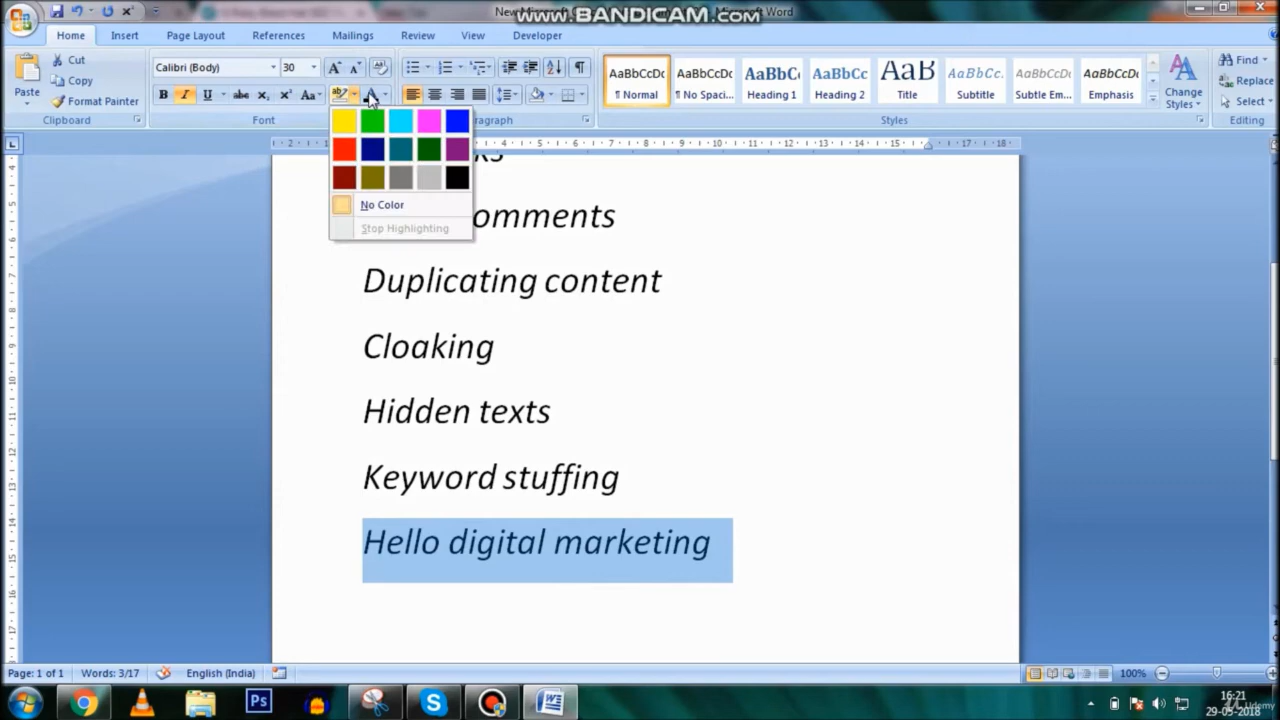 www.BANDICAM.com
Word
Home Insert Page Layout References Mailings Review View Developer
Cut
Copy
Format Painter
Paste
Clipboard
Calibri (Body) 30
Font
AaBbCcDc
¶ Normal
AaBbCcDc
¶ No Spaci...
AaBbC
Heading 1
AaBbCc
Heading 2
AaB
Title
AaBbCc.
Subtitle
AaBbCcDc
Subtle Em...
AaBbCcDc
Emphasis
Change
Styles
Styles
Find
Replace
Select
Editing
No Color
Stop Highlighting
Duplicating content
Cloaking
Hidden texts
Keyword stuffing
Hello digital marketing
Page: 1 of 1 Words: 3/17 English (India) 100%
16:21
29-05-2018
Udemy